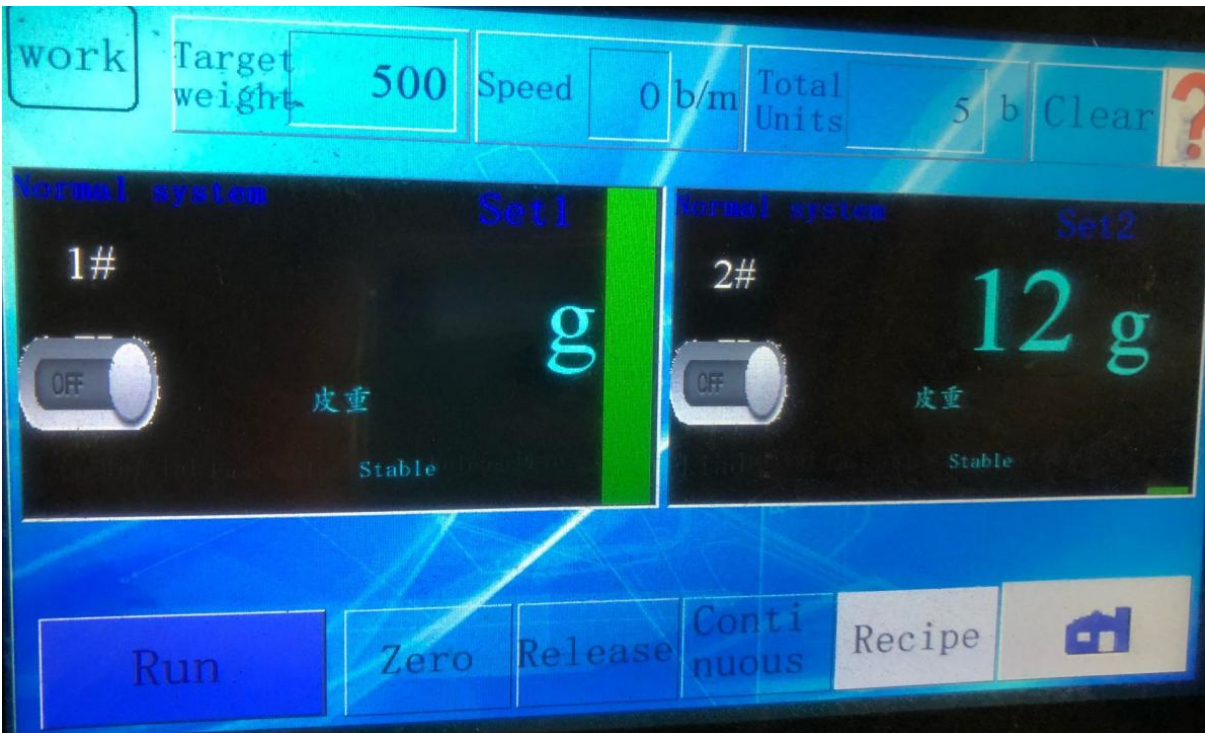 work
Target weight
500
Speed
0 b/m
Total Units
5 b
Clear
?
Normal system
Set1
1#
g
OFF
皮重
Stable
Normal system
Set2
2#
12 g
OFF
皮重
Stable
Run
Zero
Release
Conti
nuous
Recipe